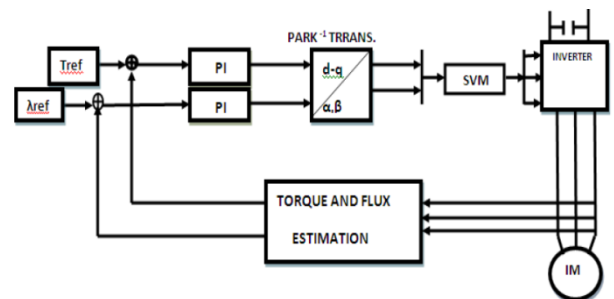 PARK -1 TRRANS.
Tref
PI
d-q
α,β
SVM
INVERTER
λref
PI
TORQUE AND FLUX
ESTIMATION
IM